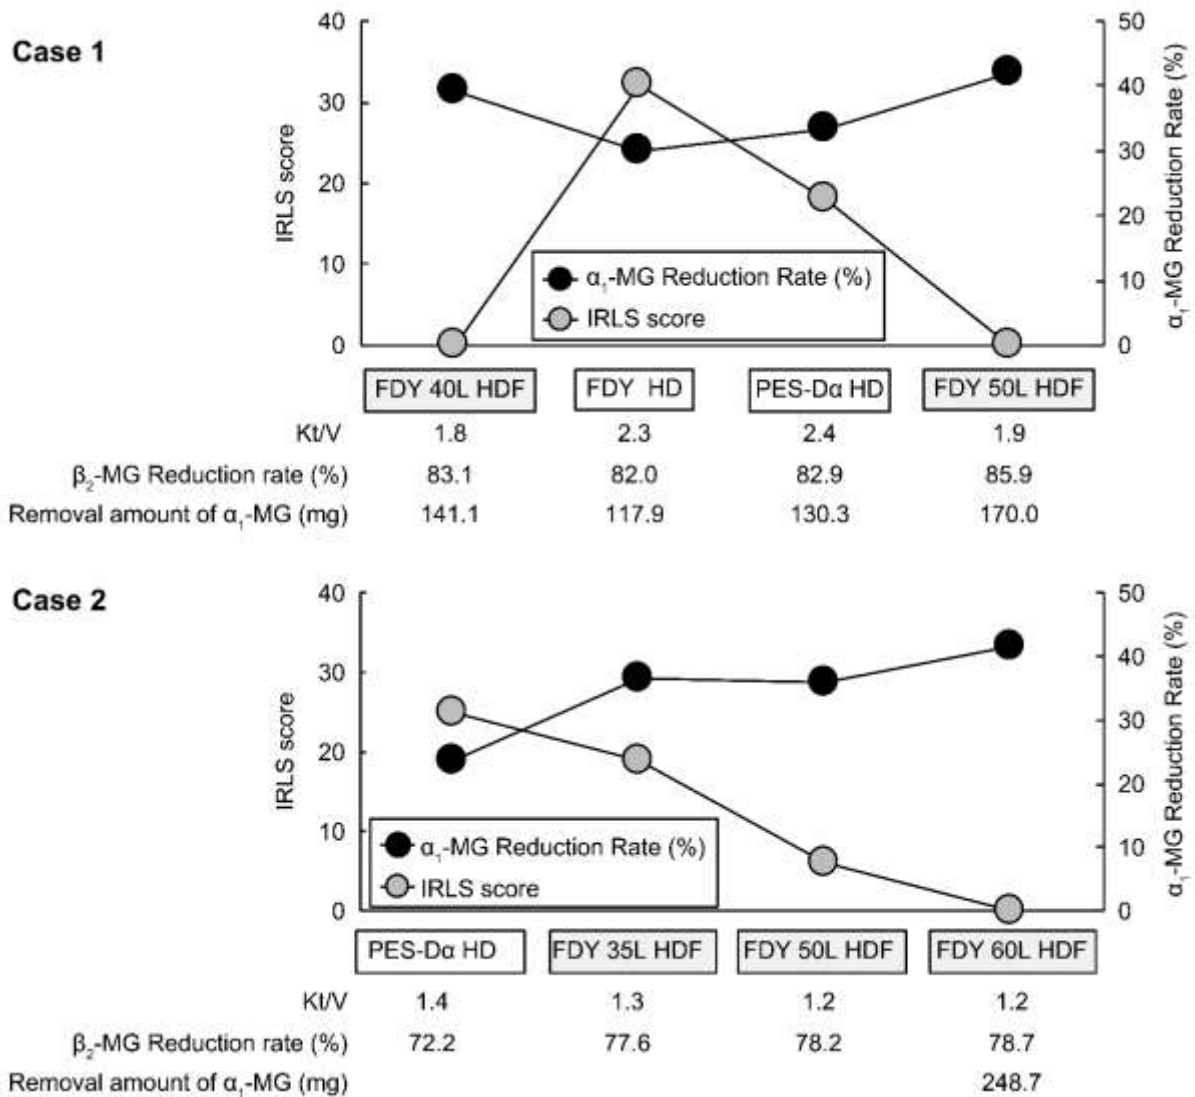 Case 1
40
30
20
10
0
IRLS score
50
40
30
20
10
0
α₁-MG Reduction Rate (%)
α₁-MG Reduction Rate (%)
IRLS score
FDY 40L HDF FDY HD PES-Dα HD FDY 50L HDF
Kt/V 1.8 2.3 2.4 1.9
β₂-MG Reduction rate (%) 83.1 82.0 82.9 85.9
Removal amount of α₁-MG (mg) 141.1 117.9 130.3 170.0
Case 2
40
30
20
10
0
IRLS score
50
40
30
20
10
0
α₁-MG Reduction Rate (%)
α₁-MG Reduction Rate (%)
IRLS score
PES-Dα HD FDY 35L HDF FDY 50L HDF FDY 60L HDF
Kt/V 1.4 1.3 1.2 1.2
β₂-MG Reduction rate (%) 72.2 77.6 78.2 78.7
Removal amount of α₁-MG (mg) 248.7